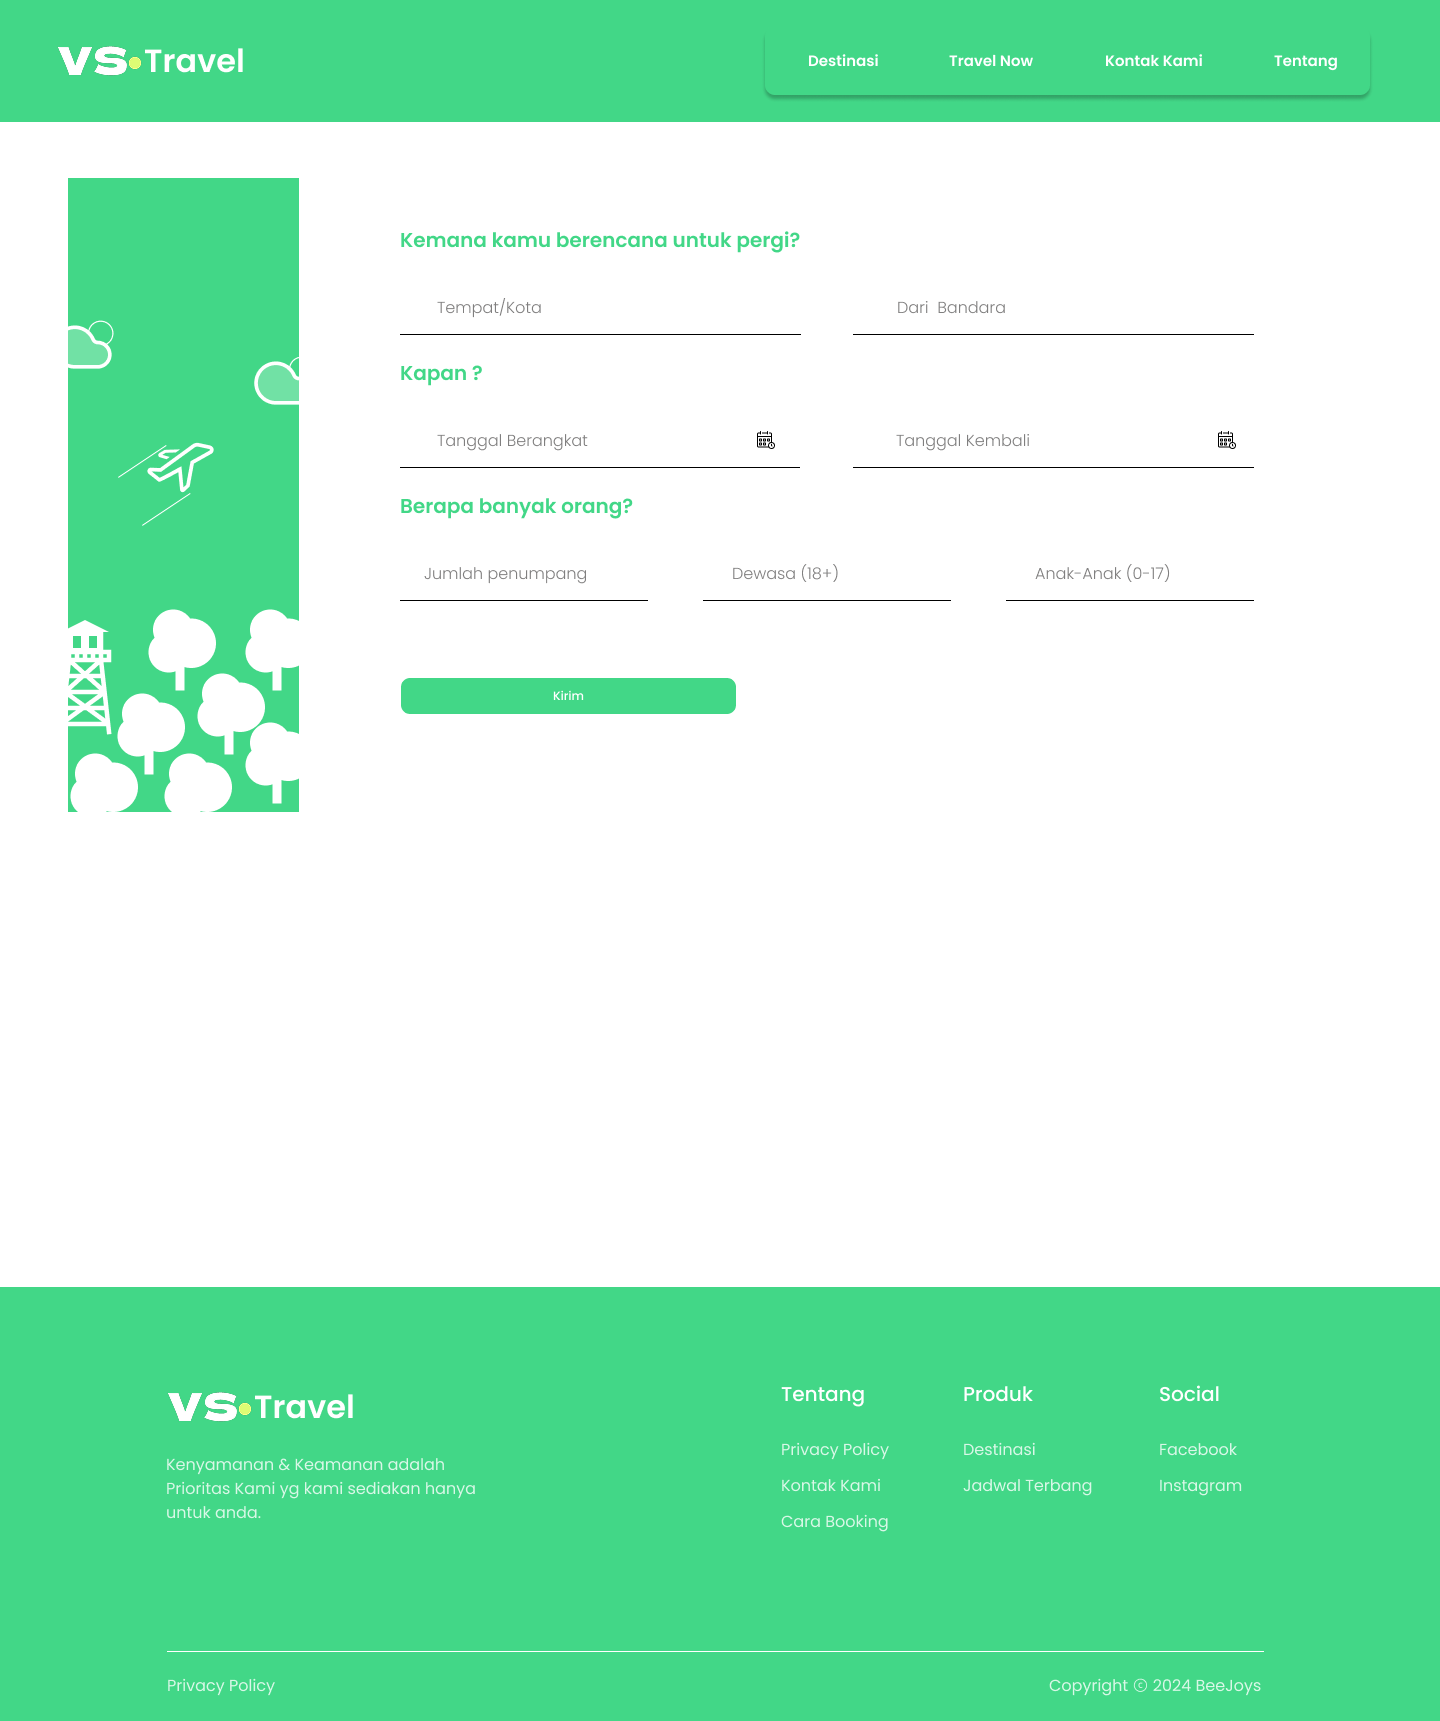 VS Travel
Destinasi
Travel Now
Kontak Kami
Tentang
Kemana kamu berencana untuk pergi?
Tempat/Kota
Dari Bandara
Kapan ?
Tanggal Berangkat
Tanggal Kembali
Berapa banyak orang?
Jumlah penumpang
Dewasa (18+)
Anak-Anak (0-17)
Kirim
VS Travel
Kenyamanan & Keamanan adalah
Prioritas Kami yg kami sediakan hanya
untuk anda.
Tentang
Privacy Policy
Kontak Kami
Cara Booking
Produk
Destinasi
Jadwal Terbang
Social
Facebook
Instagram
Privacy Policy
Copyright © 2024 BeeJoys